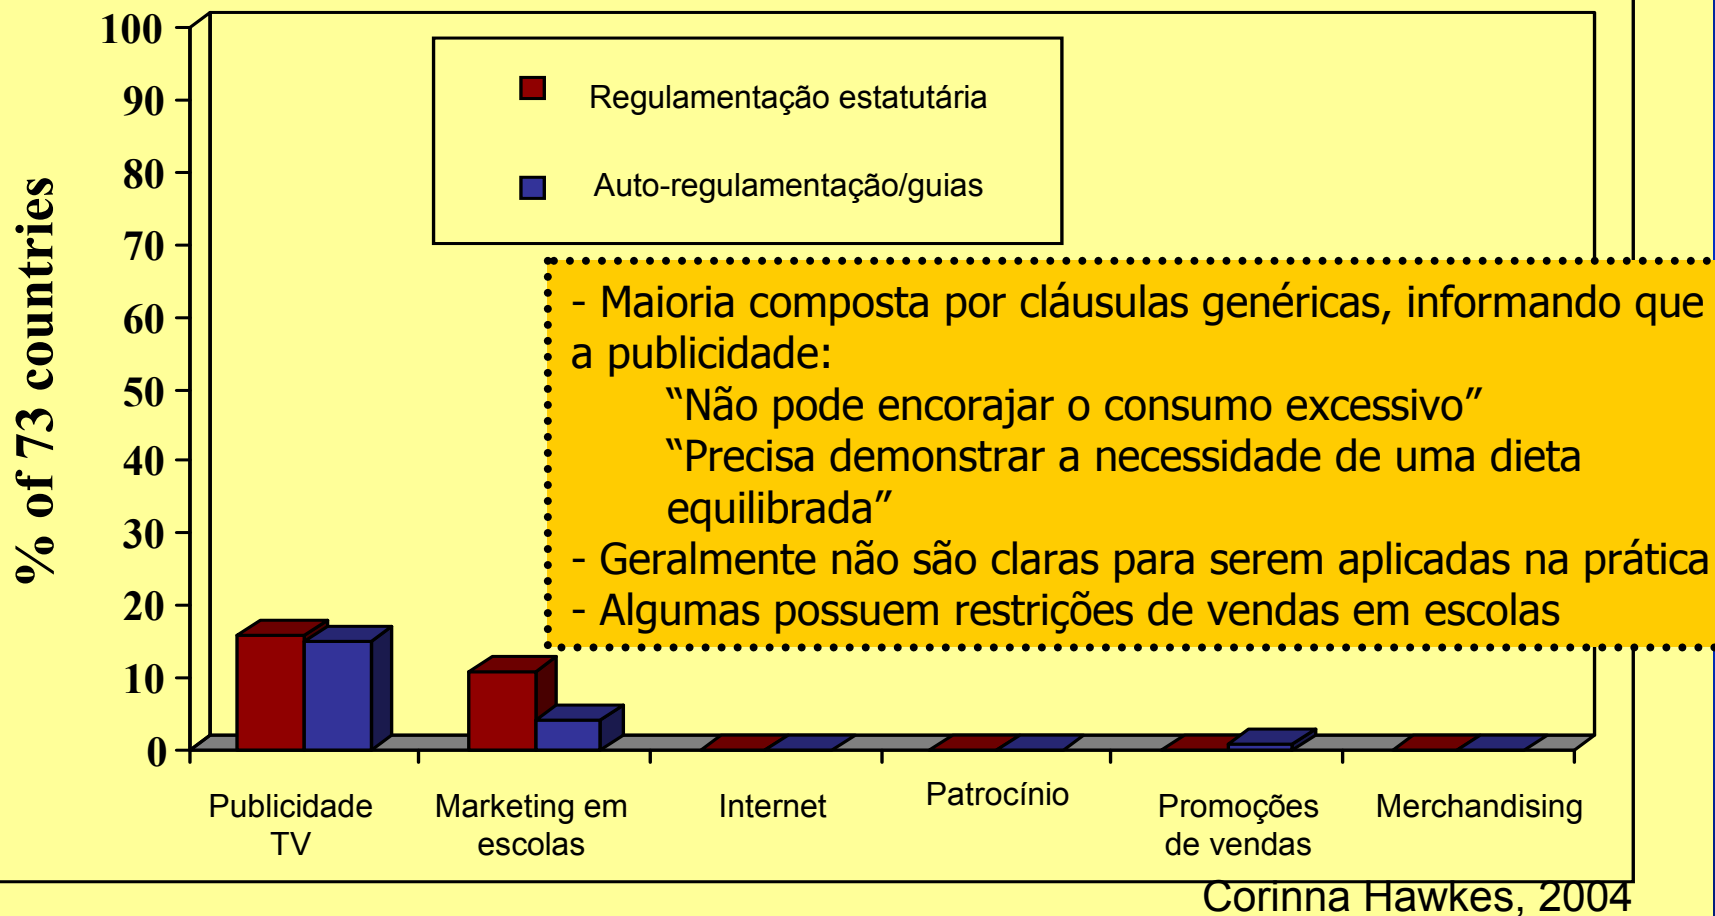 100
90
80
70
60
50
40
30
20
10
0
% of 73 countries
Regulamentação estatutária
Auto-regulamentação/guias
- Maioria composta por cláusulas genéricas, informando que
a publicidade:
“Não pode encorajar o consumo excessivo”
“Precisa demonstrar a necessidade de uma dieta
equilibrada”
- Geralmente não são claras para serem aplicadas na prática
- Algumas possuem restrições de vendas em escolas
Publicidade
TV
Marketing em
escolas
Internet
Patrocínio
Promoções
de vendas
Merchandising
Corinna Hawkes, 2004